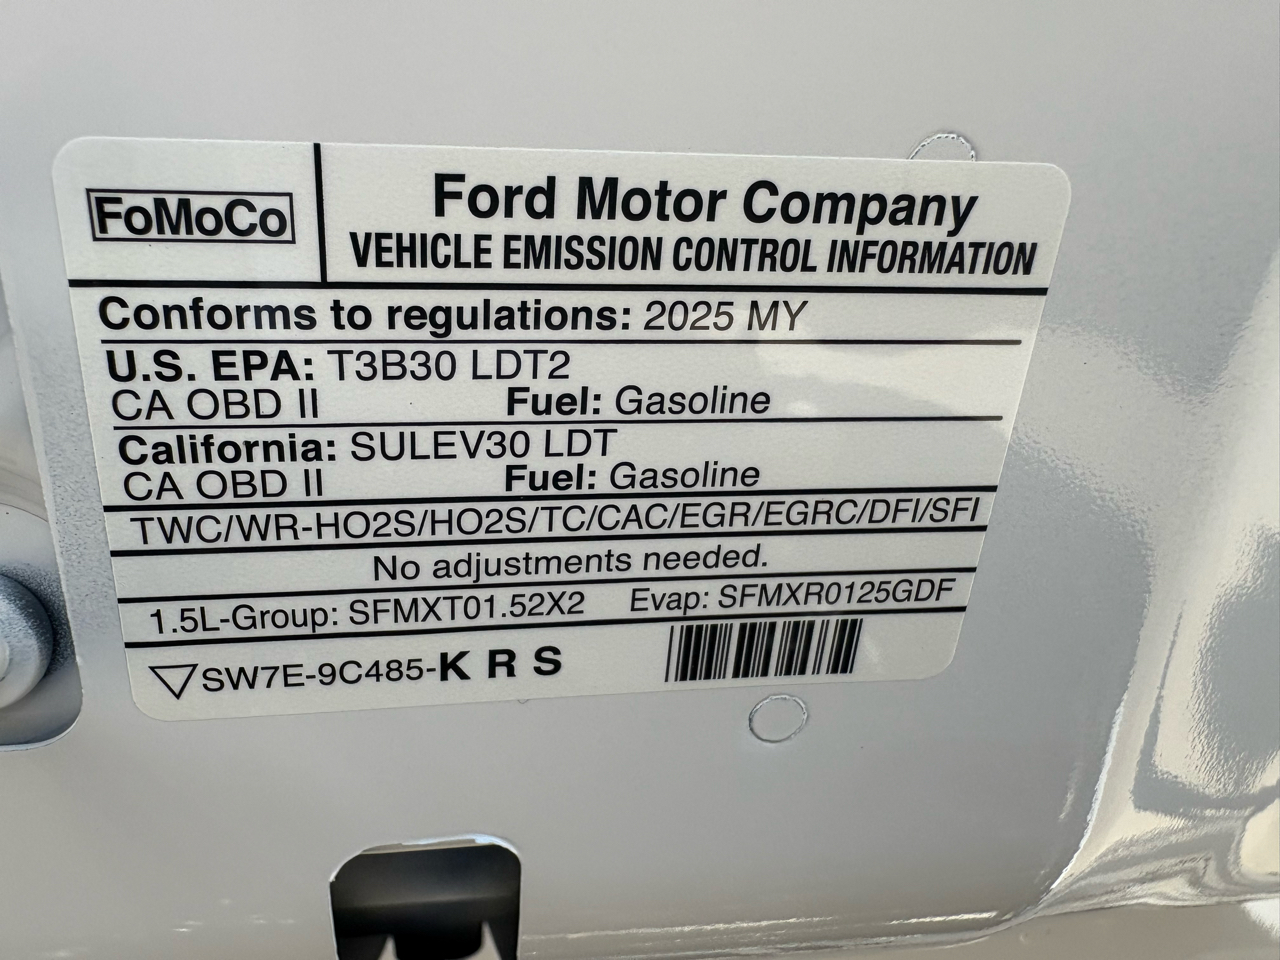 FoMoCo
Ford Motor Company
VEHICLE EMISSION CONTROL INFORMATION
Conforms to regulations: 2025 MY
U.S. EPA: T3B30 LDT2
CA OBD II Fuel: Gasoline
California: SULEV30 LDT
CA OBD II Fuel: Gasoline
TWC/WR-HO2S/HO2S/TC/CAC/EGR/EGRC/DFI/SFI
No adjustments needed.
1.5L-Group: SFMXT01.52X2 Evap: SFMXR0125GDF
SW7E-9C485-K R S